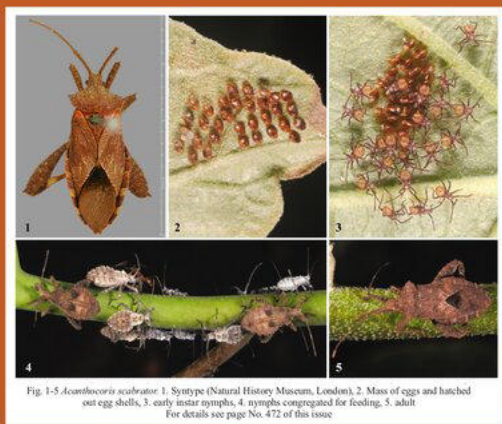 1
2
3
4
5
Fig. 1-5 Acanthocoris scabrator. 1. Syntype (Natural History Museum, London), 2. Mass of eggs and hatched
out egg shells, 3. early instar nymphs, 4. nymphs congregated for feeding, 5. adult
For details see page No. 472 of this issue